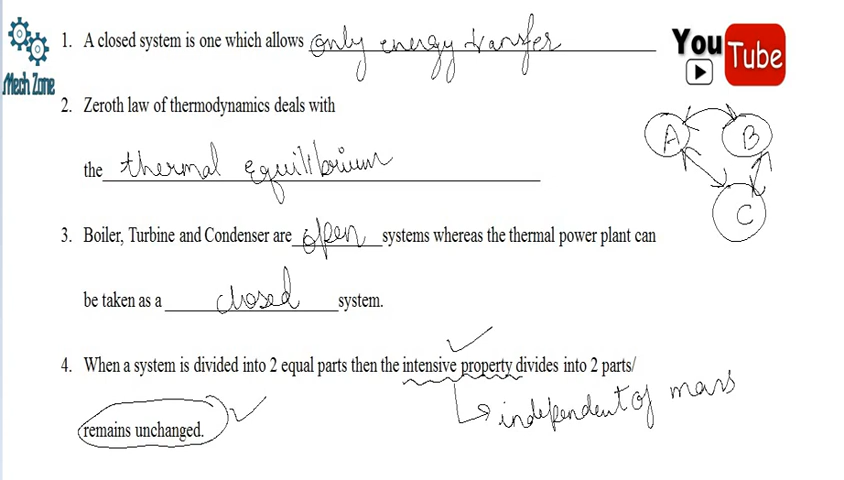 Mech Zone
1. A closed system is one which allows only energy transfer
You Tube
2. Zeroth law of thermodynamics deals with
the thermal equilibrium
A B
C
3. Boiler, Turbine and Condenser are open systems whereas the thermal power plant can
be taken as a closed system.
4. When a system is divided into 2 equal parts then the intensive property divides into 2 parts/
independent of mass
remains unchanged.